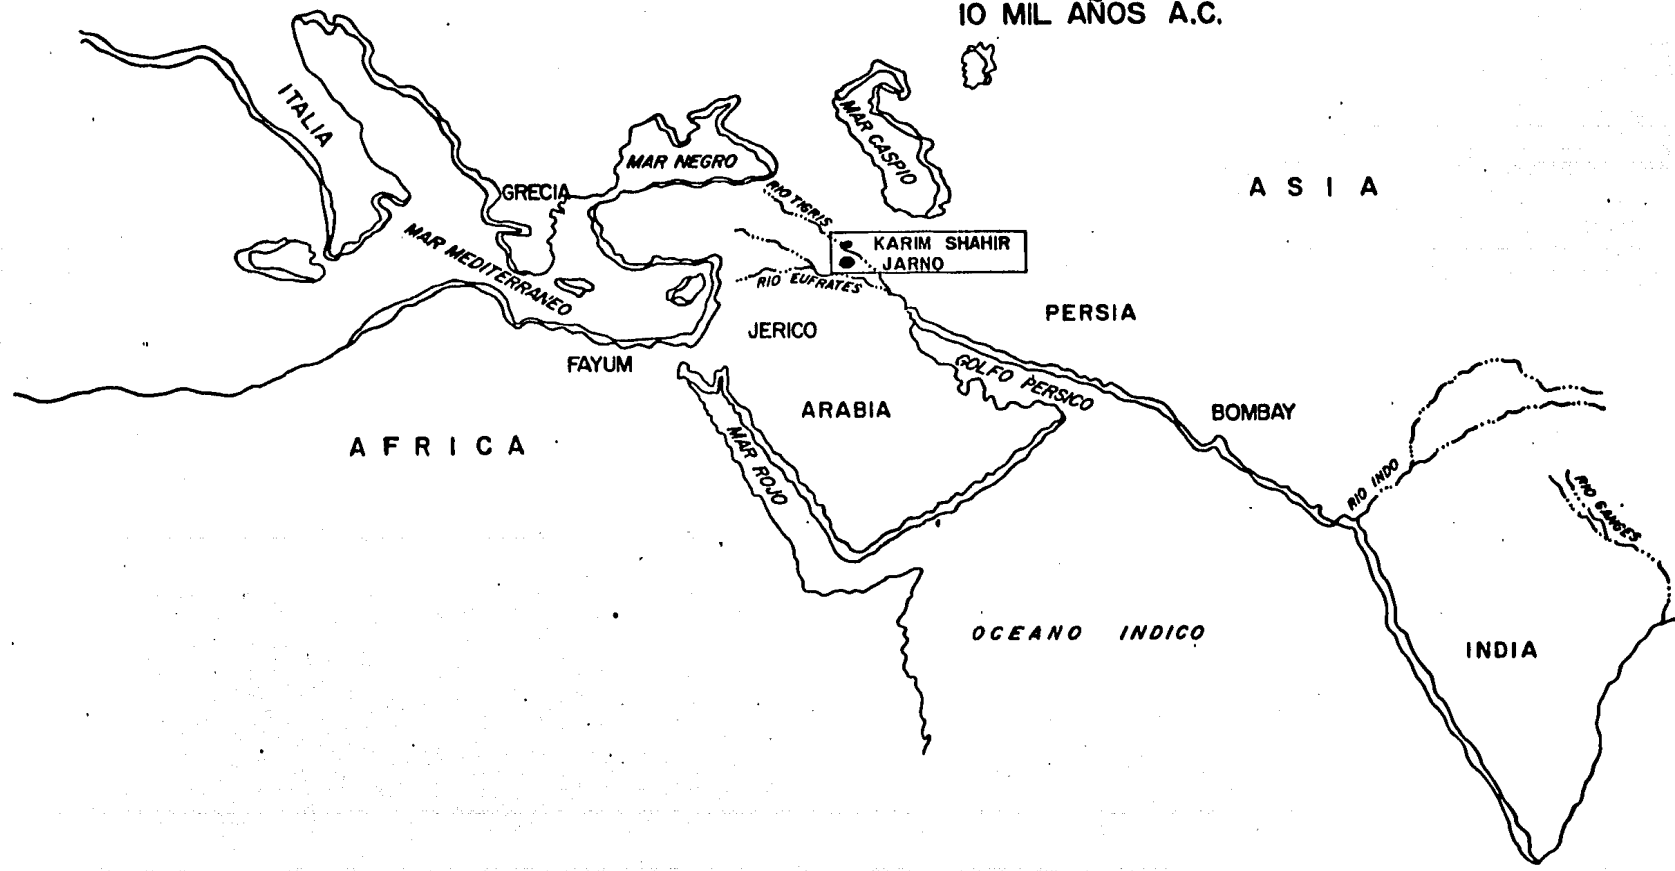 10 MIL AÑOS A.C.
ITALIA
MAR NEGRO
MAR CASPIO
GRECIA
ASIA
RIO TIGRIS
MAR MEDITERRANEO
KARIM SHAHIR
JARNO
RIO EUFRATES
PERSIA
JERICO
FAYUM
GOLFO PERSICO
ARABIA
BOMBAY
AFRICA
MAR ROJO
RIO INDO
RIO GANGES
OCEANO INDICO
INDIA